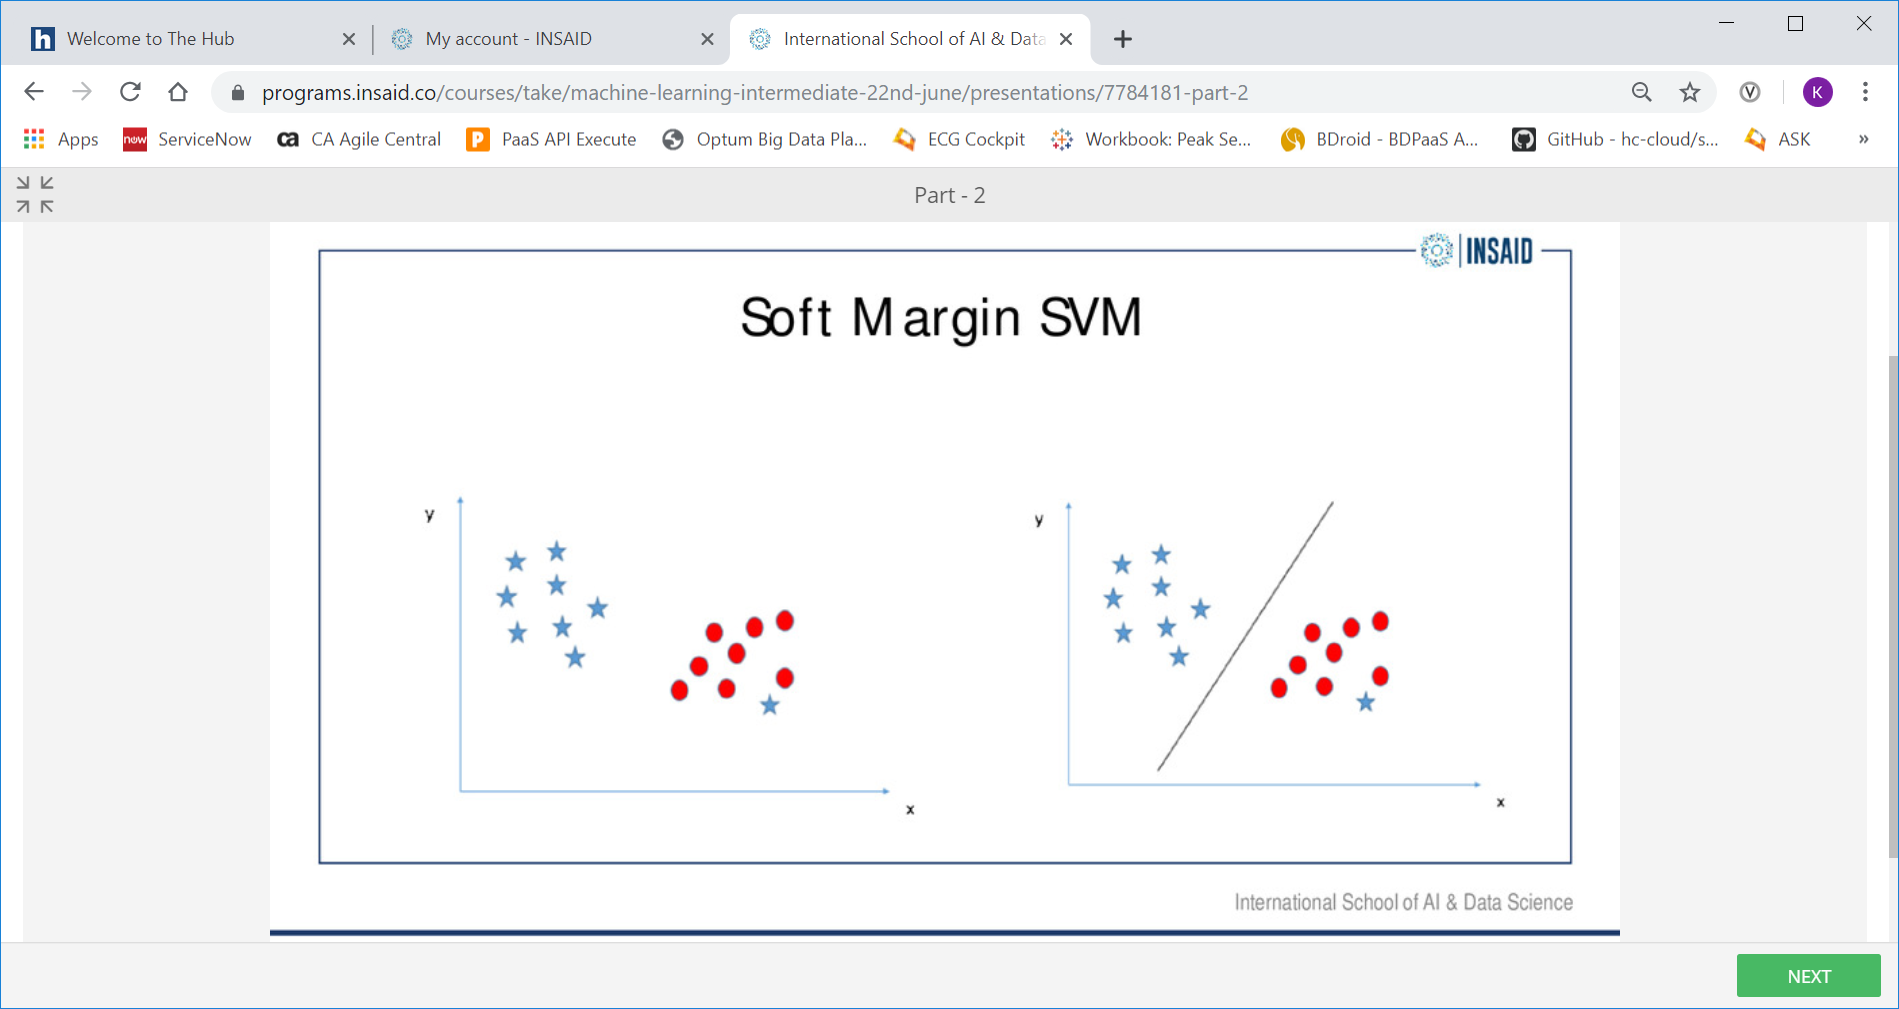 h Welcome to The Hub
My account - INSAID
International School of AI & Data
programs.insaid.co/courses/take/machine-learning-intermediate-22nd-june/presentations/7784181-part-2
V
K
Apps
now ServiceNow
ca CA Agile Central
P PaaS API Execute
Optum Big Data Pla...
ECG Cockpit
Workbook: Peak Se...
BDroid - BDPaaS A...
GitHub - hc-cloud/s...
ASK
»
Part - 2
INSAID
Soft Margin SVM
y
x
y
x
International School of AI & Data Science
NEXT